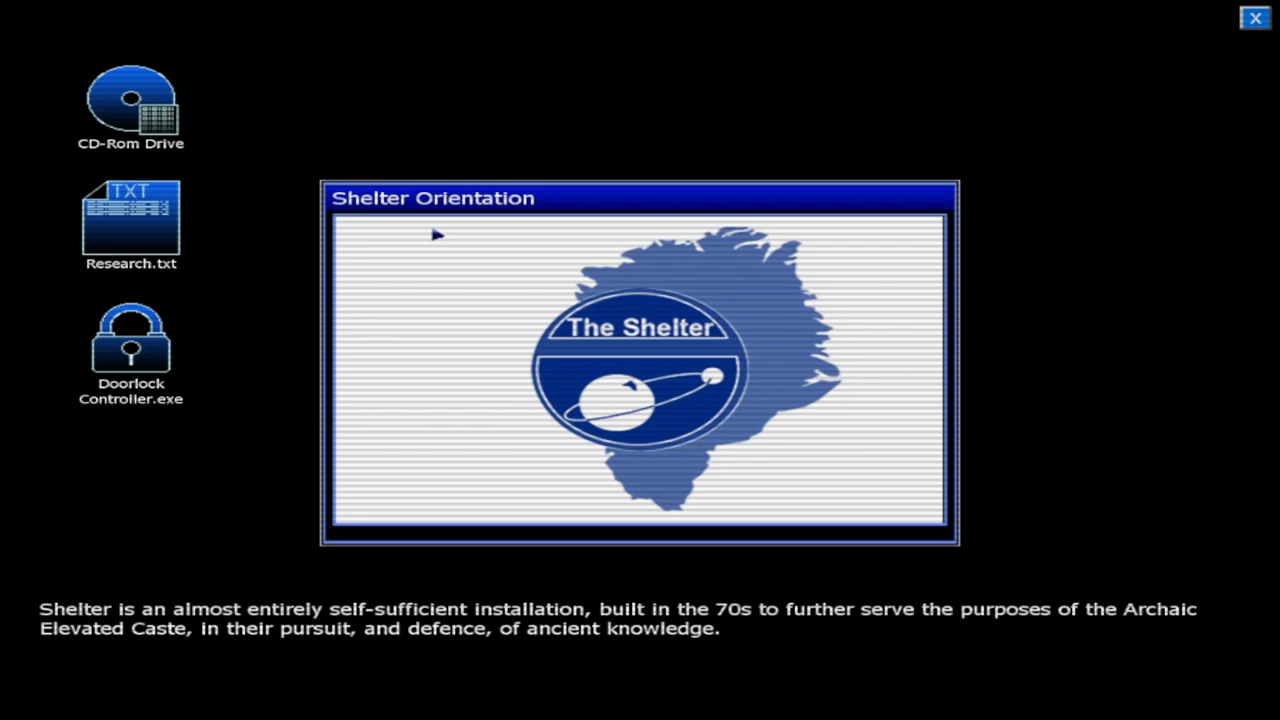 X
CD-Rom Drive
TXT
Research.txt
Doorlock
Controller.exe
Shelter Orientation
The Shelter
Shelter is an almost entirely self-sufficient installation, built in the 70s to further serve the purposes of the Archaic
Elevated Caste, in their pursuit, and defence, of ancient knowledge.